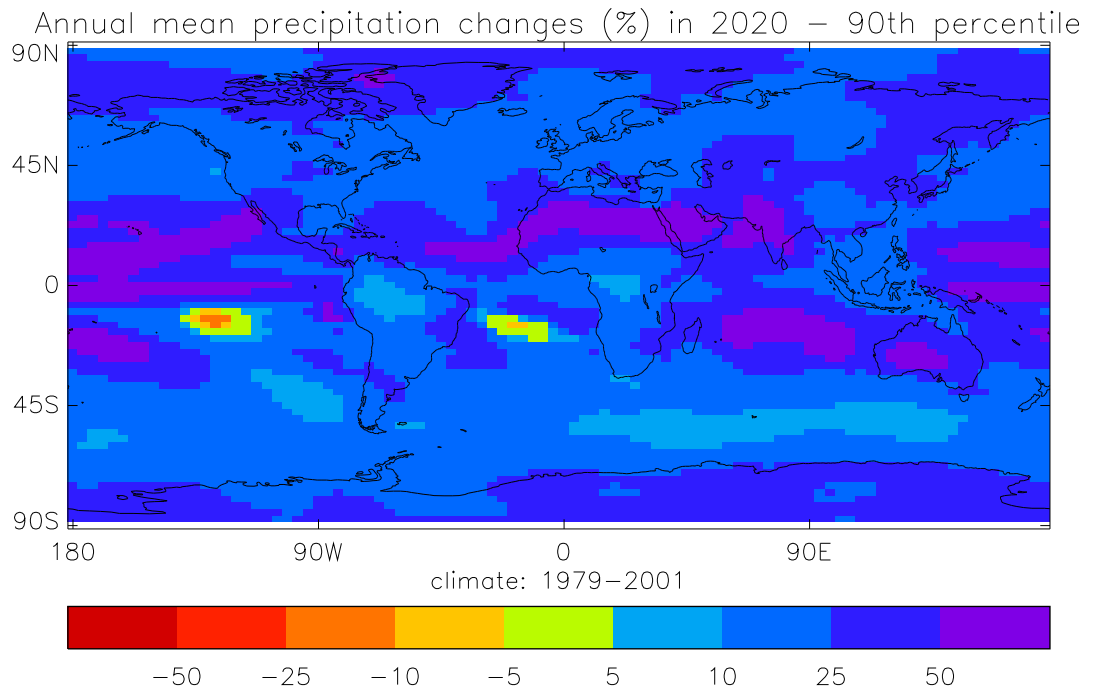 Annual mean precipitation changes (%) in 2020 − 90th percentile
90N
45N
0
45S
90S
180 90W 0 90E
climate: 1979−2001
−50 −25 −10 −5 5 10 25 50